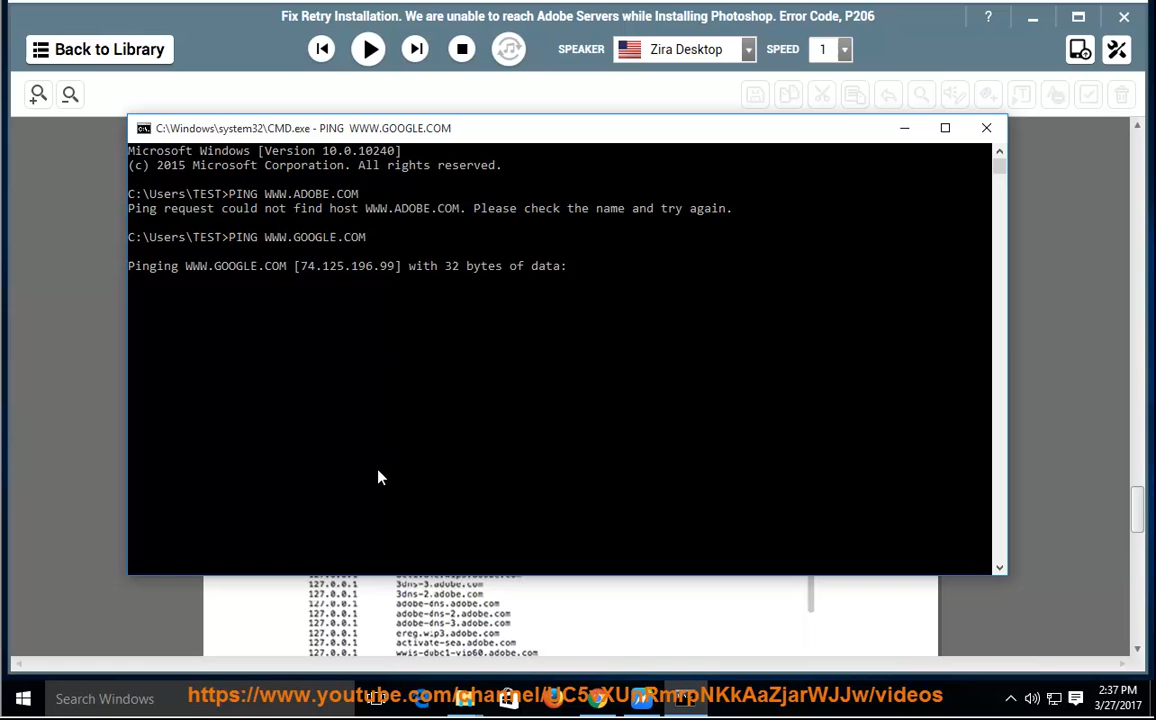 Fix Retry Installation. We are unable to reach Adobe Servers while Installing Photoshop. Error Code, P206
?
Back to Library
SPEAKER
Zira Desktop
SPEED
1
C:\Windows\system32\CMD.exe - PING WWW.GOOGLE.COM
Microsoft Windows [Version 10.0.10240]
(c) 2015 Microsoft Corporation. All rights reserved.
C:\Users\TEST>PING WWW.ADOBE.COM
Ping request could not find host WWW.ADOBE.COM. Please check the name and try again.
C:\Users\TEST>PING WWW.GOOGLE.COM
Pinging WWW.GOOGLE.COM [74.125.196.99] with 32 bytes of data:
127.0.0.1 3dns-3.adobe.com
127.0.0.1 3dns-2.adobe.com
127.0.0.1 adobe-dns.adobe.com
127.0.0.1 adobe-dns-2.adobe.com
127.0.0.1 adobe-dns-3.adobe.com
127.0.0.1 ereg.wip3.adobe.com
127.0.0.1 activate-sea.adobe.com
127.0.0.1 wwis-dubc1-vip60.adobe.com
Search Windows
2:37 PM
3/27/2017